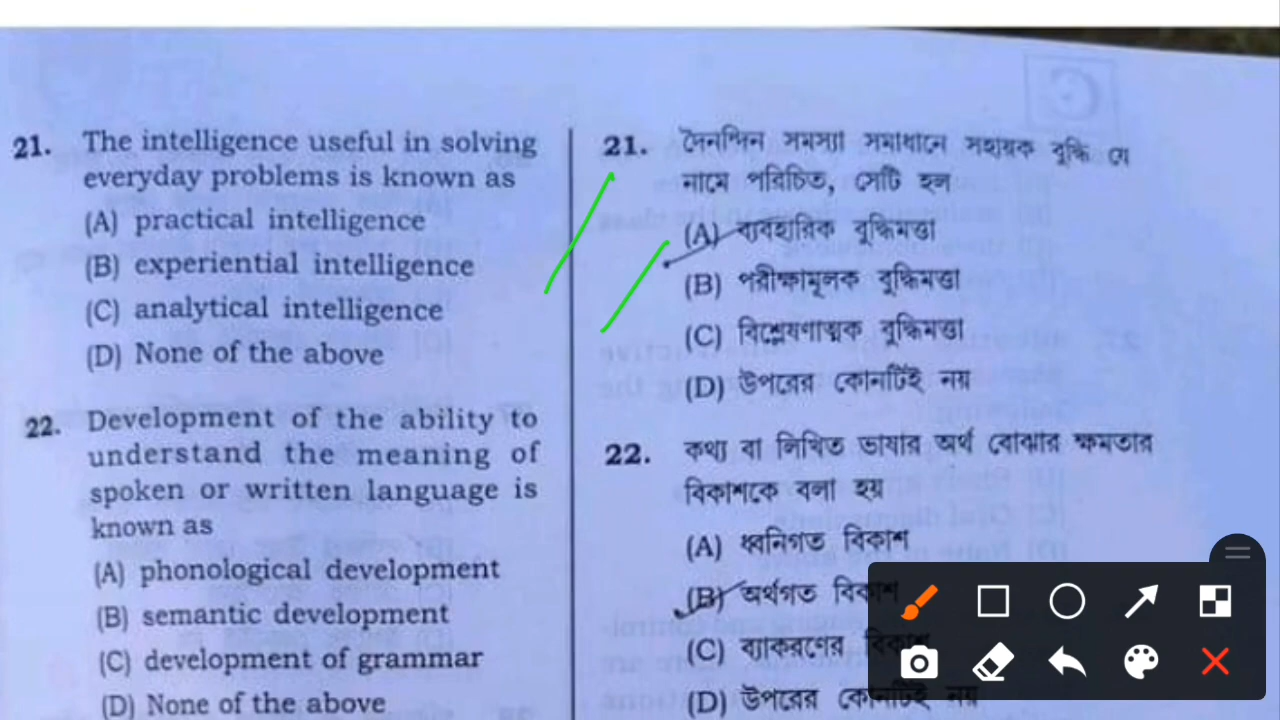 21. The intelligence useful in solving
everyday problems is known as
(A) practical intelligence
(B) experiential intelligence
(C) analytical intelligence
(D) None of the above
22. Development of the ability to
understand the meaning of
spoken or written language is
known as
(A) phonological development
(B) semantic development
(C) development of grammar
(D) None of the above
21. দৈনন্দিন সমস্যা সমাধানে সহায়ক বুদ্ধি যে
নামে পরিচিত, সেটি হল
(A) ব্যবহারিক বুদ্ধিমত্তা
(B) পরীক্ষামূলক বুদ্ধিমত্তা
(C) বিশ্লেষণাত্মক বুদ্ধিমত্তা
(D) উপরের কোনটিই নয়
22. কথ্য বা লিখিত ভাষার অর্থ বোঝার ক্ষমতার
বিকাশকে বলা হয়
(A) ধ্বনিগত বিকাশ
(B) অর্থগত বিকাশ
(C) ব্যাকরণের বিকাশ
(D) উপরের কোনটিই নয়